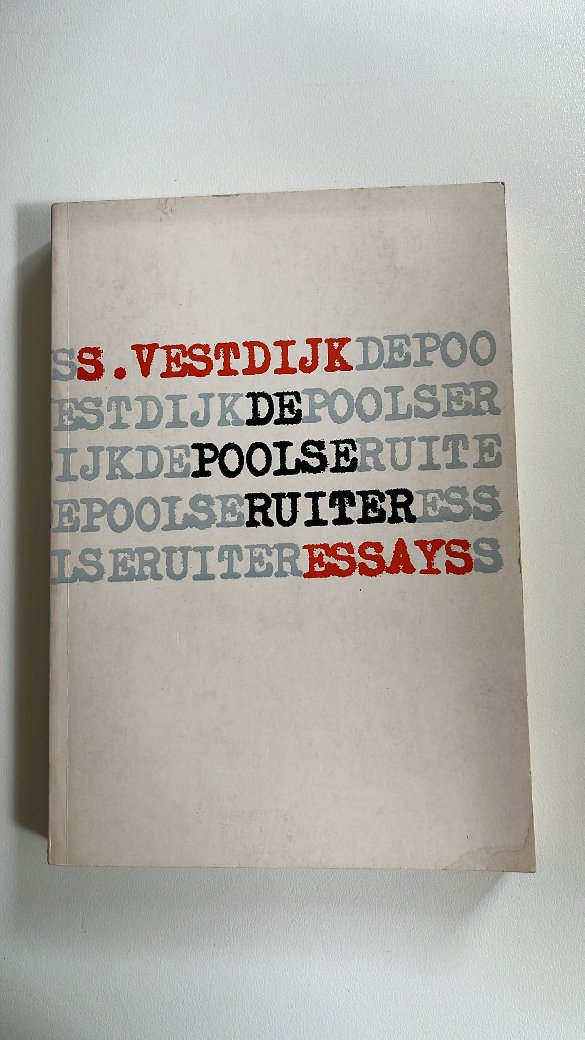 SS.VESTDIJKDEPOO
ESTDIJKDEPOOLSER
IJKDEPOOLSERUITE
EPOOLSERUITERESS
LSERUITERESSAYSS